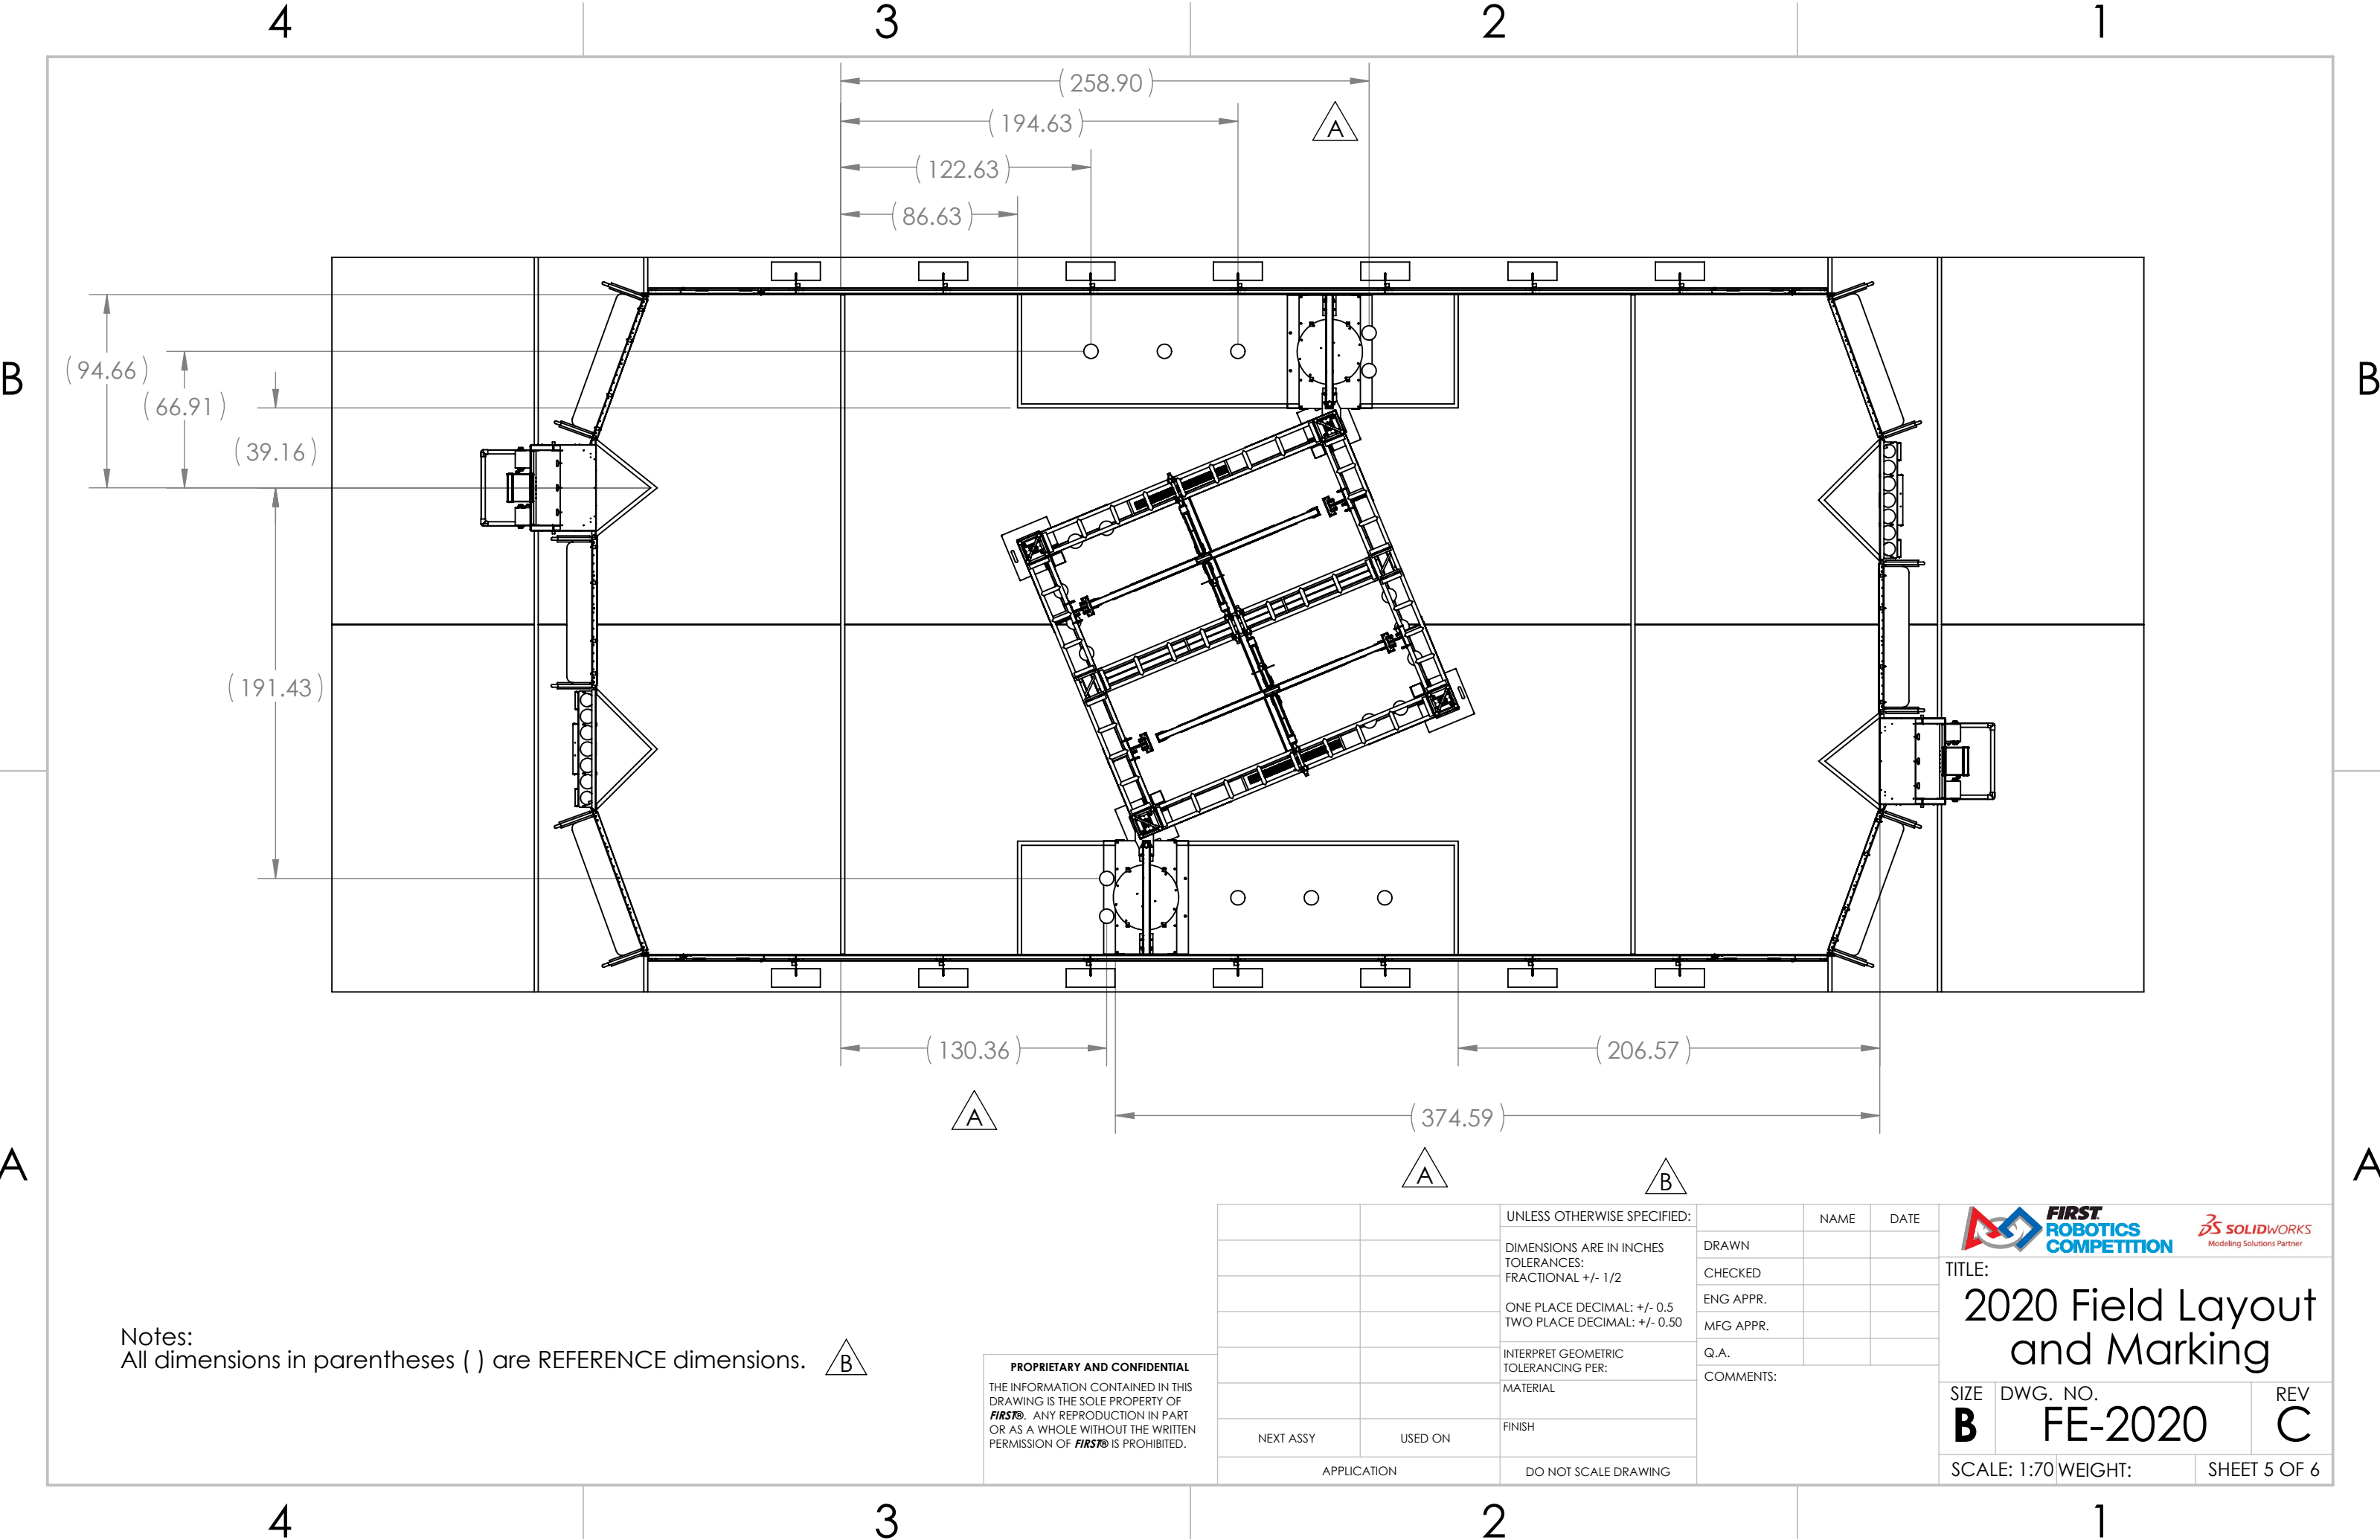 4 3 2 1
(258.90)
(194.63)
A
(122.63)
(86.63)
B B
(94.66)
(66.91)
(39.16)
(191.43)
(130.36) (206.57)
A
(374.59)
A A
A
B
Notes:
All dimensions in parentheses ( ) are REFERENCE dimensions. B
PROPRIETARY AND CONFIDENTIAL
THE INFORMATION CONTAINED IN THIS
DRAWING IS THE SOLE PROPERTY OF
FIRST®. ANY REPRODUCTION IN PART
OR AS A WHOLE WITHOUT THE WRITTEN
PERMISSION OF FIRST® IS PROHIBITED.
NEXT ASSY USED ON
APPLICATION
UNLESS OTHERWISE SPECIFIED:
DIMENSIONS ARE IN INCHES
TOLERANCES:
FRACTIONAL +/- 1/2
ONE PLACE DECIMAL: +/- 0.5
TWO PLACE DECIMAL: +/- 0.50
INTERPRET GEOMETRIC
TOLERANCING PER:
MATERIAL
FINISH
DO NOT SCALE DRAWING
NAME DATE
DRAWN
CHECKED
ENG APPR.
MFG APPR.
Q.A.
COMMENTS:
FIRST.
ROBOTICS
COMPETITION
SOLIDWORKS
Modeling Solutions Partner
TITLE:
2020 Field Layout
and Marking
SIZE DWG. NO. REV
B FE-2020 C
SCALE: 1:70 WEIGHT: SHEET 5 OF 6
4 3 2 1